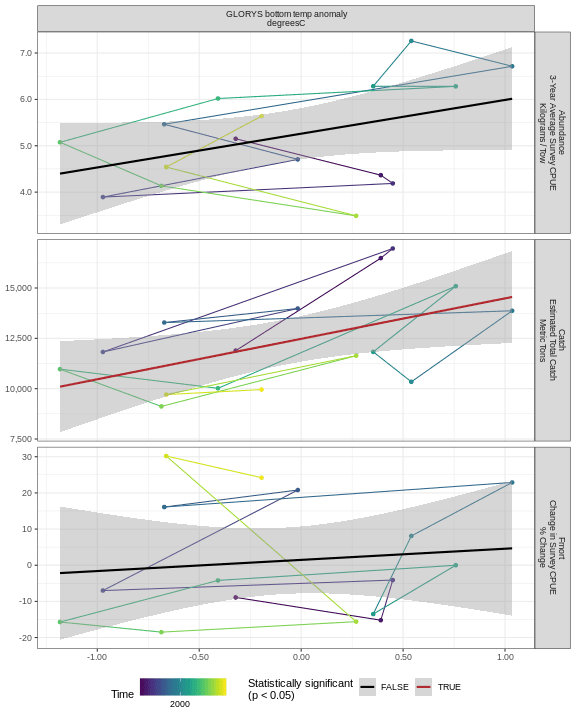 GLORYS bottom temp anomaly
degreesC
7.0
6.0
5.0
4.0
Abundance
3-Year Average Survey CPUE
Kilograms / Tow
15,000
12,500
10,000
7,500
Catch
Estimated Total Catch
Metric Tons
30
20
10
0
-10
-20
Fmort
Change in Survey CPUE
% Change
-1.00
-0.50
0.00
0.50
1.00
Time
2000
Statistically significant
(p < 0.05)
FALSE
TRUE